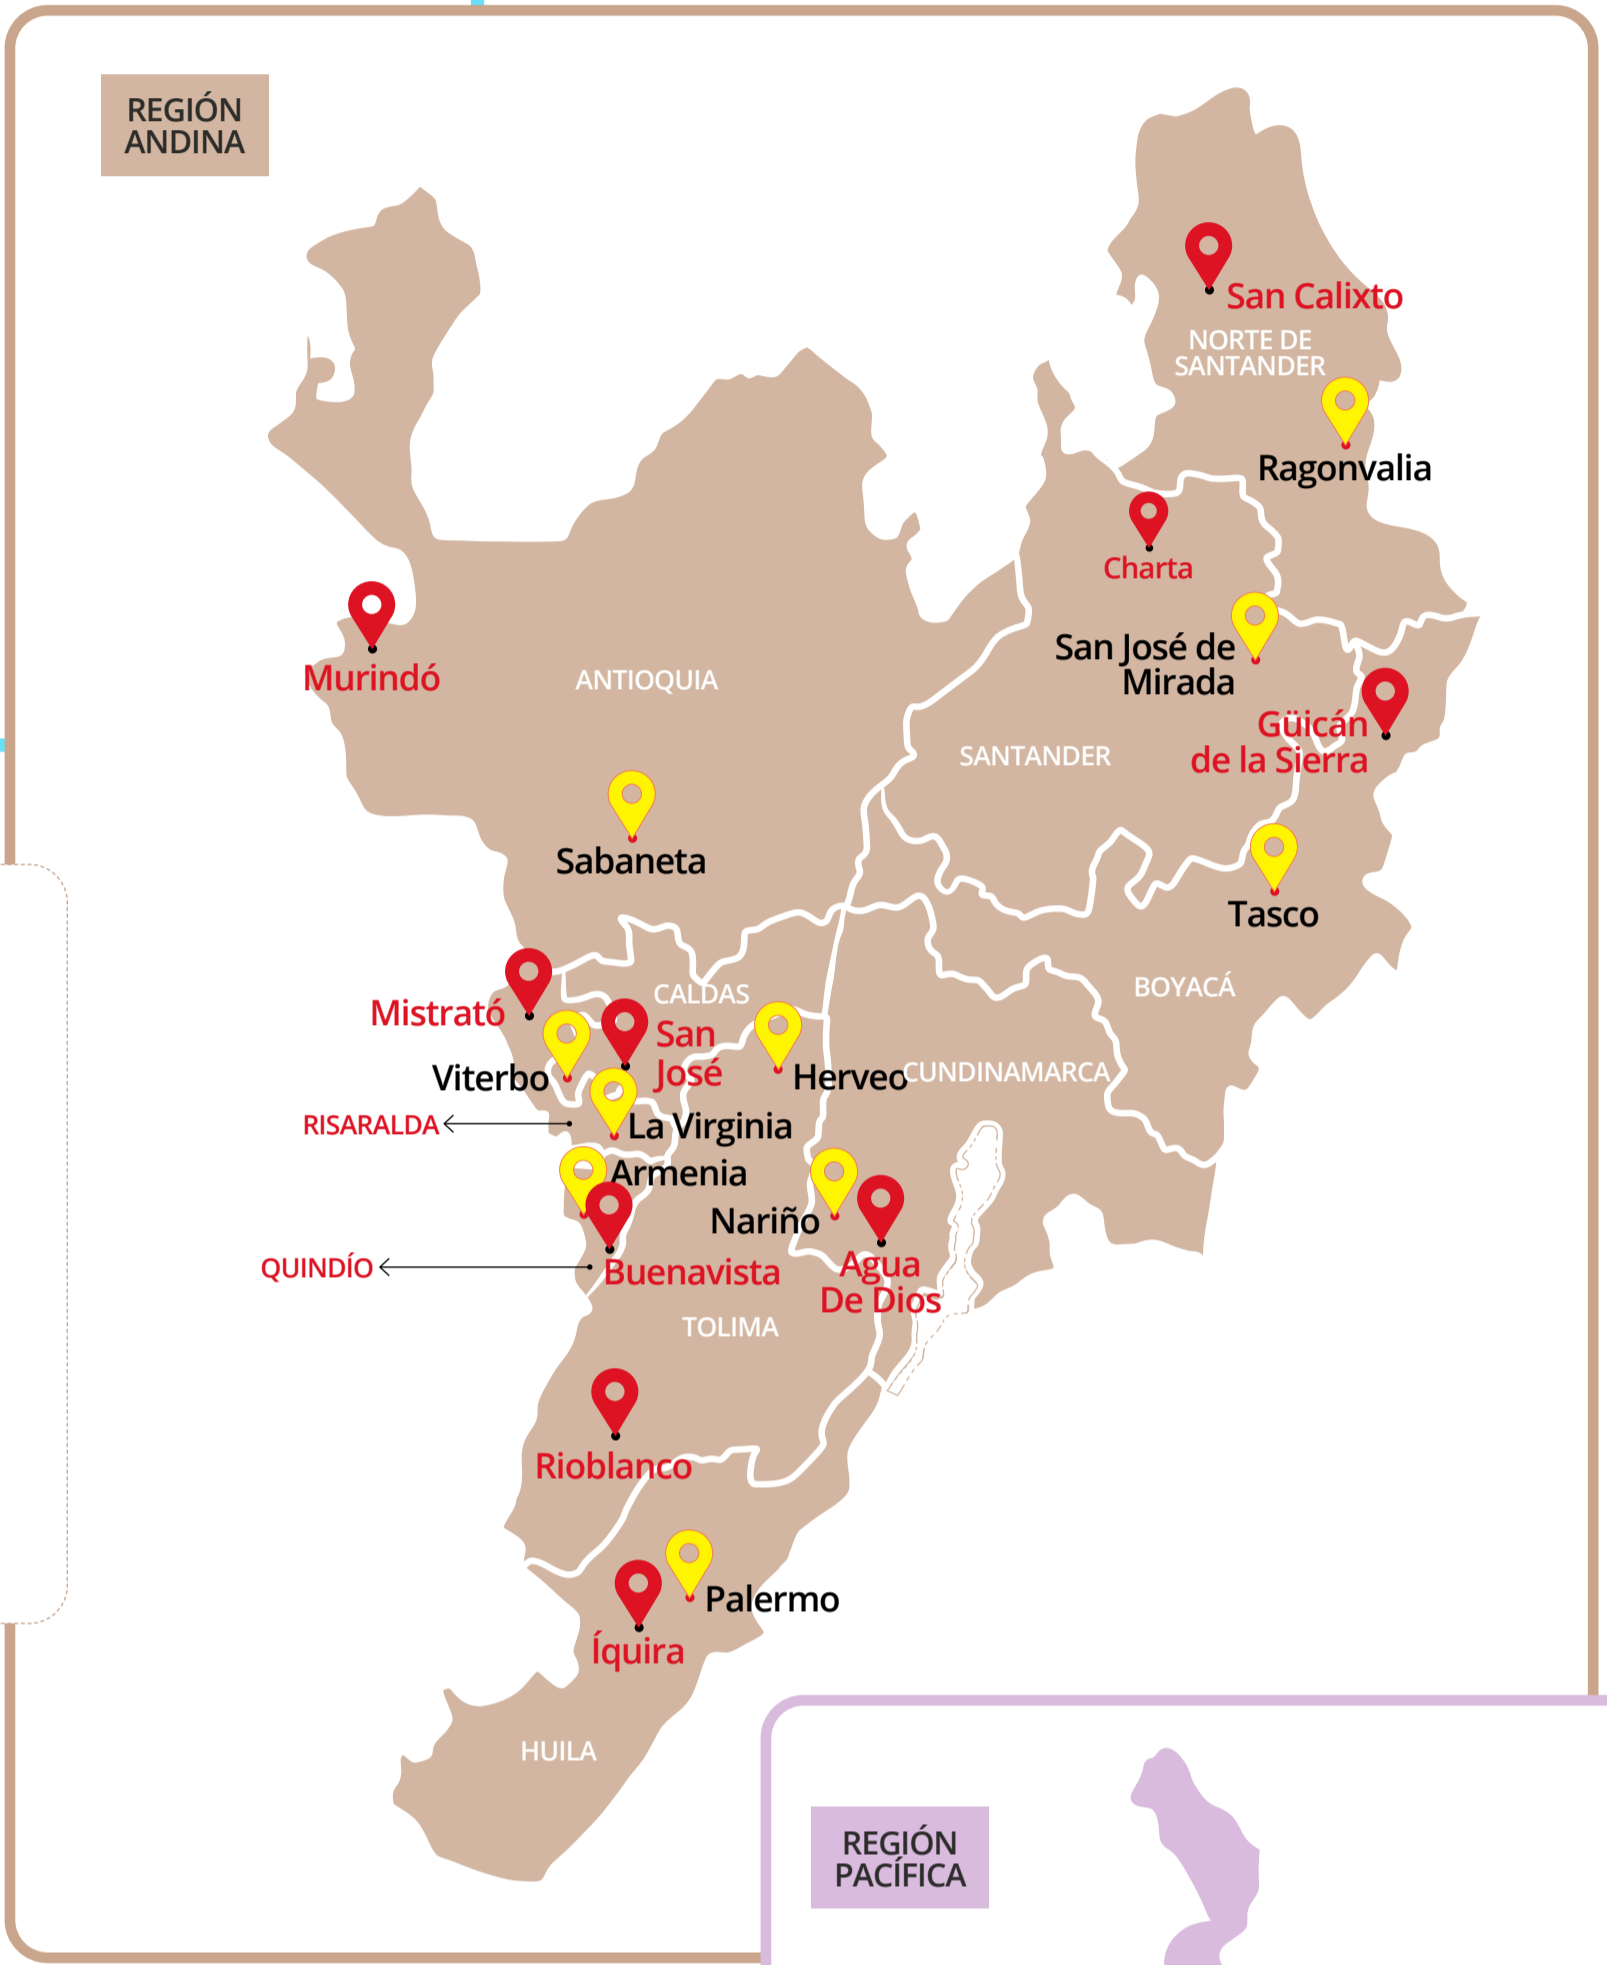 REGIÓN
ANDINA
San Calixto
NORTE DE
SANTANDER
Ragonvalia
Charta
San José de
Mirada
Murindó
ANTIOQUIA
Güicán
de la Sierra
SANTANDER
Sabaneta
Tasco
BOYACÁ
CALDAS
Mistrató
San
José
Viterbo
Herveo
CUNDINAMARCA
RISARALDA
La Virginia
Armenia
Nariño
QUINDÍO
Buenavista
Agua
De Dios
TOLIMA
Rioblanco
Palermo
Íquira
HUILA
REGIÓN
PACÍFICA